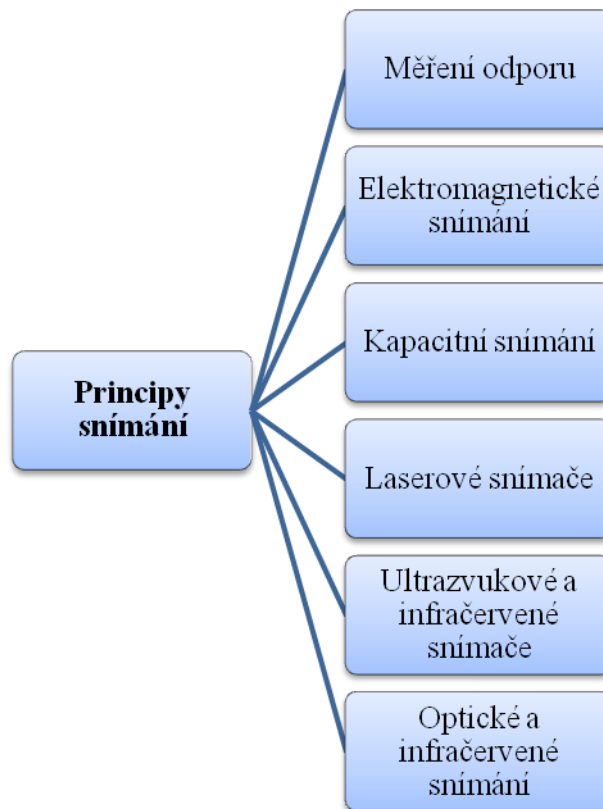 Principy
snímání
Měření odporu
Elektromagnetické
snímání
Kapacitní snímání
Laserové snímače
Ultrazvukové a
infračervené
snímače
Optické a
infračervené
snímání